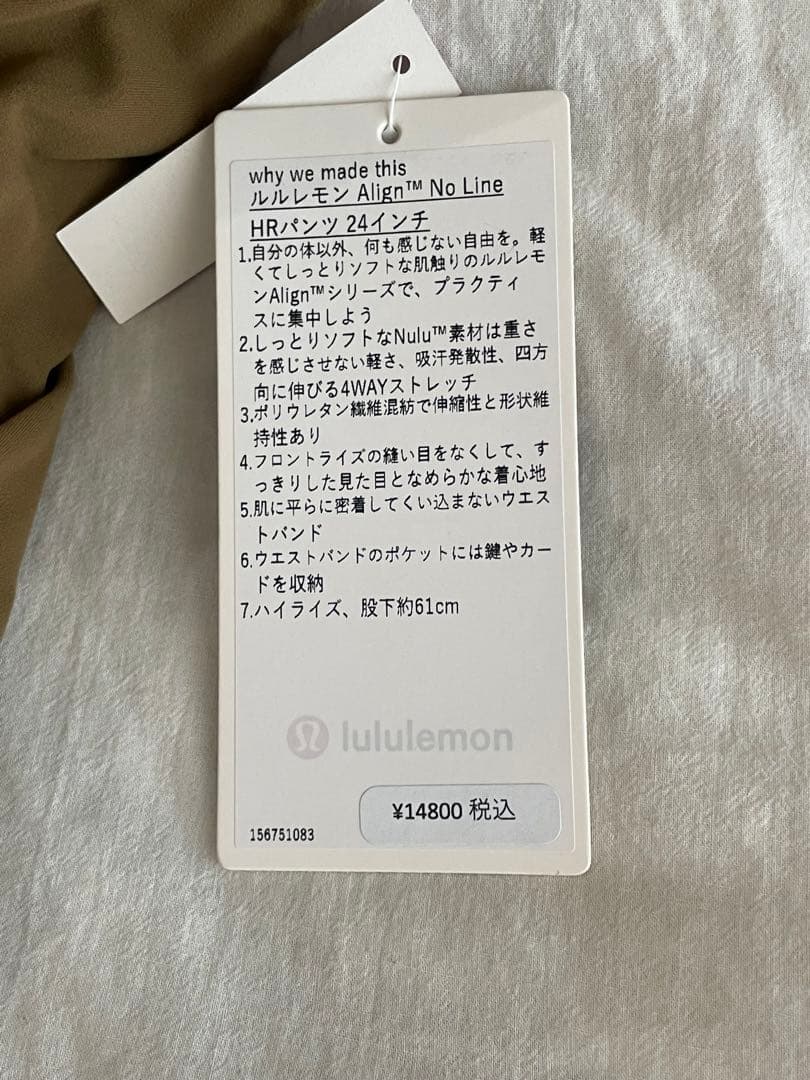 why we made this
ルルレモン Align™ No Line
HRパンツ 24インチ
1.自分の体以外、何も感じない自由を。軽
くてしっとりソフトな肌触りのルルレモ
ンAlign™シリーズで、プラクティ
スに集中しよう
2.しっとりソフトなNulu™素材は重さ
を感じさせない軽さ、吸汗発散性、四方
向に伸びる4WAYストレッチ
3.ポリウレタン繊維混紡で伸縮性と形状維
持性あり
4.フロントライズの縫い目をなくして、す
っきりした見た目となめらかな着心地
5.肌に平らに密着してくい込まないウエス
トバンド
6.ウエストバンドのポケットには鍵やカー
ドを収納
7.ハイライズ、股下約61cm
lululemon
¥14800 税込
156751083